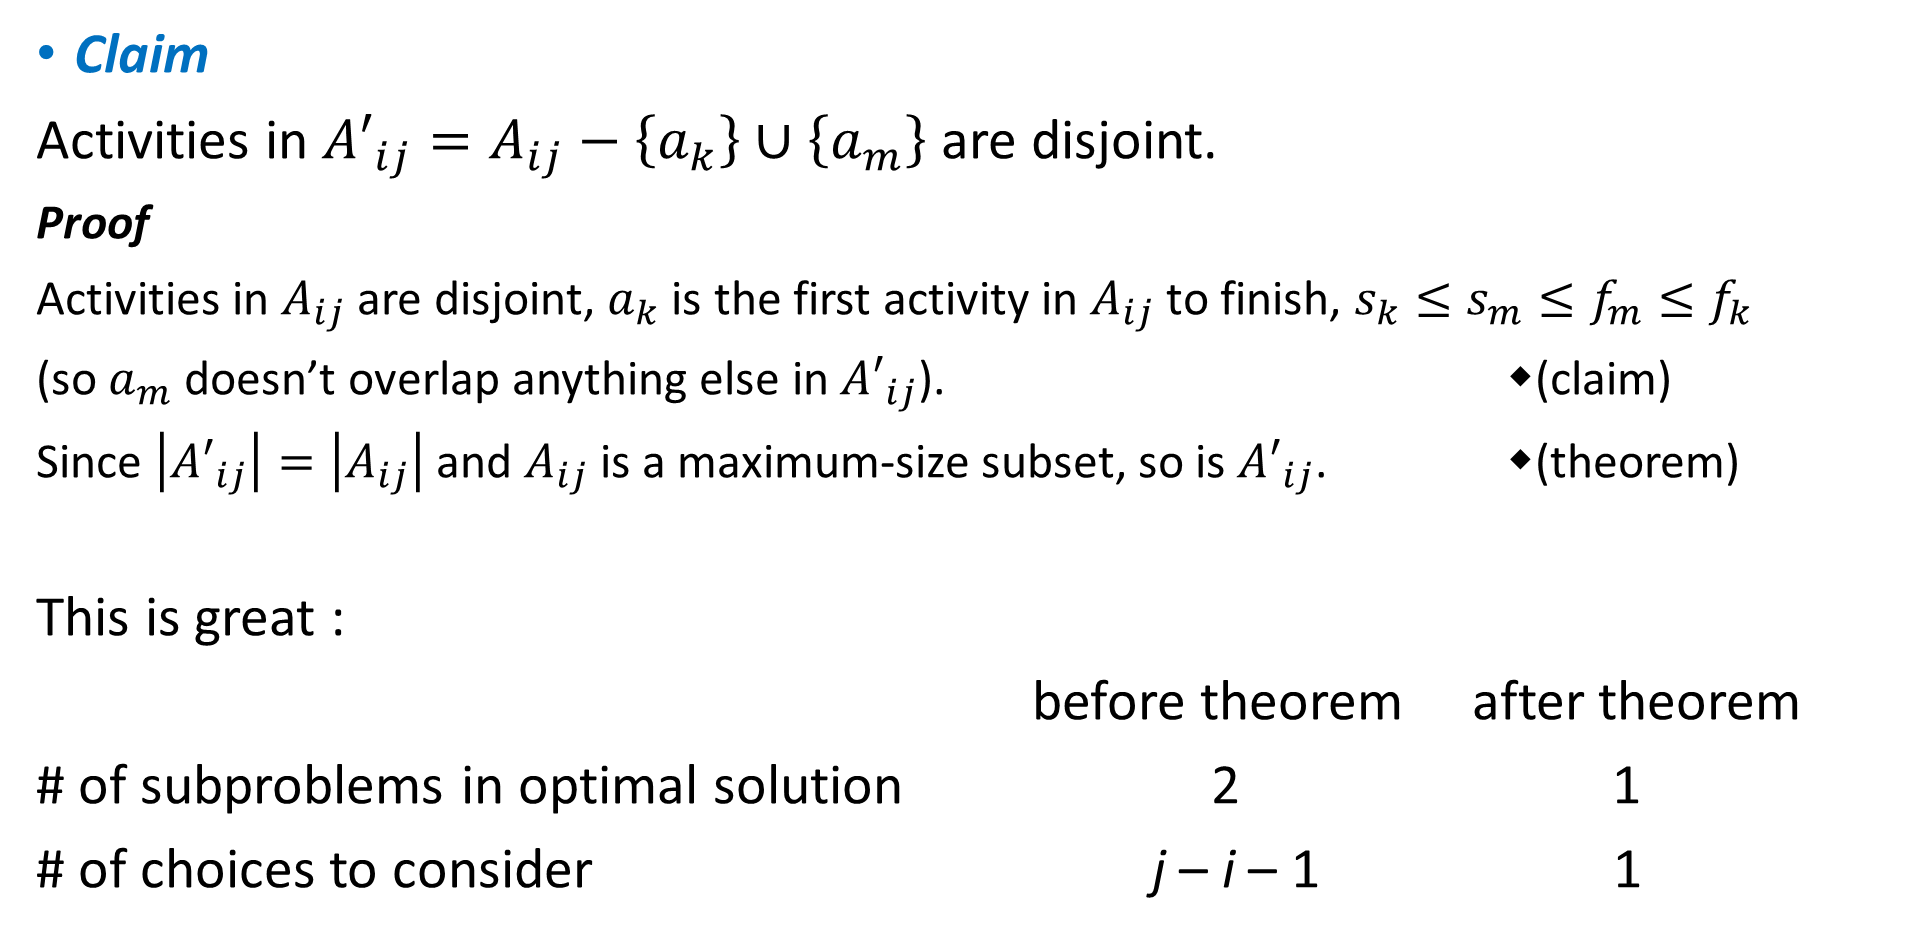 • Claim
Activities in A′ᵢⱼ = Aᵢⱼ − {aₖ} ∪ {aₘ} are disjoint.
Proof
Activities in Aᵢⱼ are disjoint, aₖ is the first activity in Aᵢⱼ to finish, sₖ ≤ sₘ ≤ fₘ ≤ fₖ
(so aₘ doesn’t overlap anything else in A′ᵢⱼ). ◆(claim)
Since |A′ᵢⱼ| = |Aᵢⱼ| and Aᵢⱼ is a maximum-size subset, so is A′ᵢⱼ. ◆(theorem)
This is great :
before theorem after theorem
# of subproblems in optimal solution 2 1
# of choices to consider j – i – 1 1